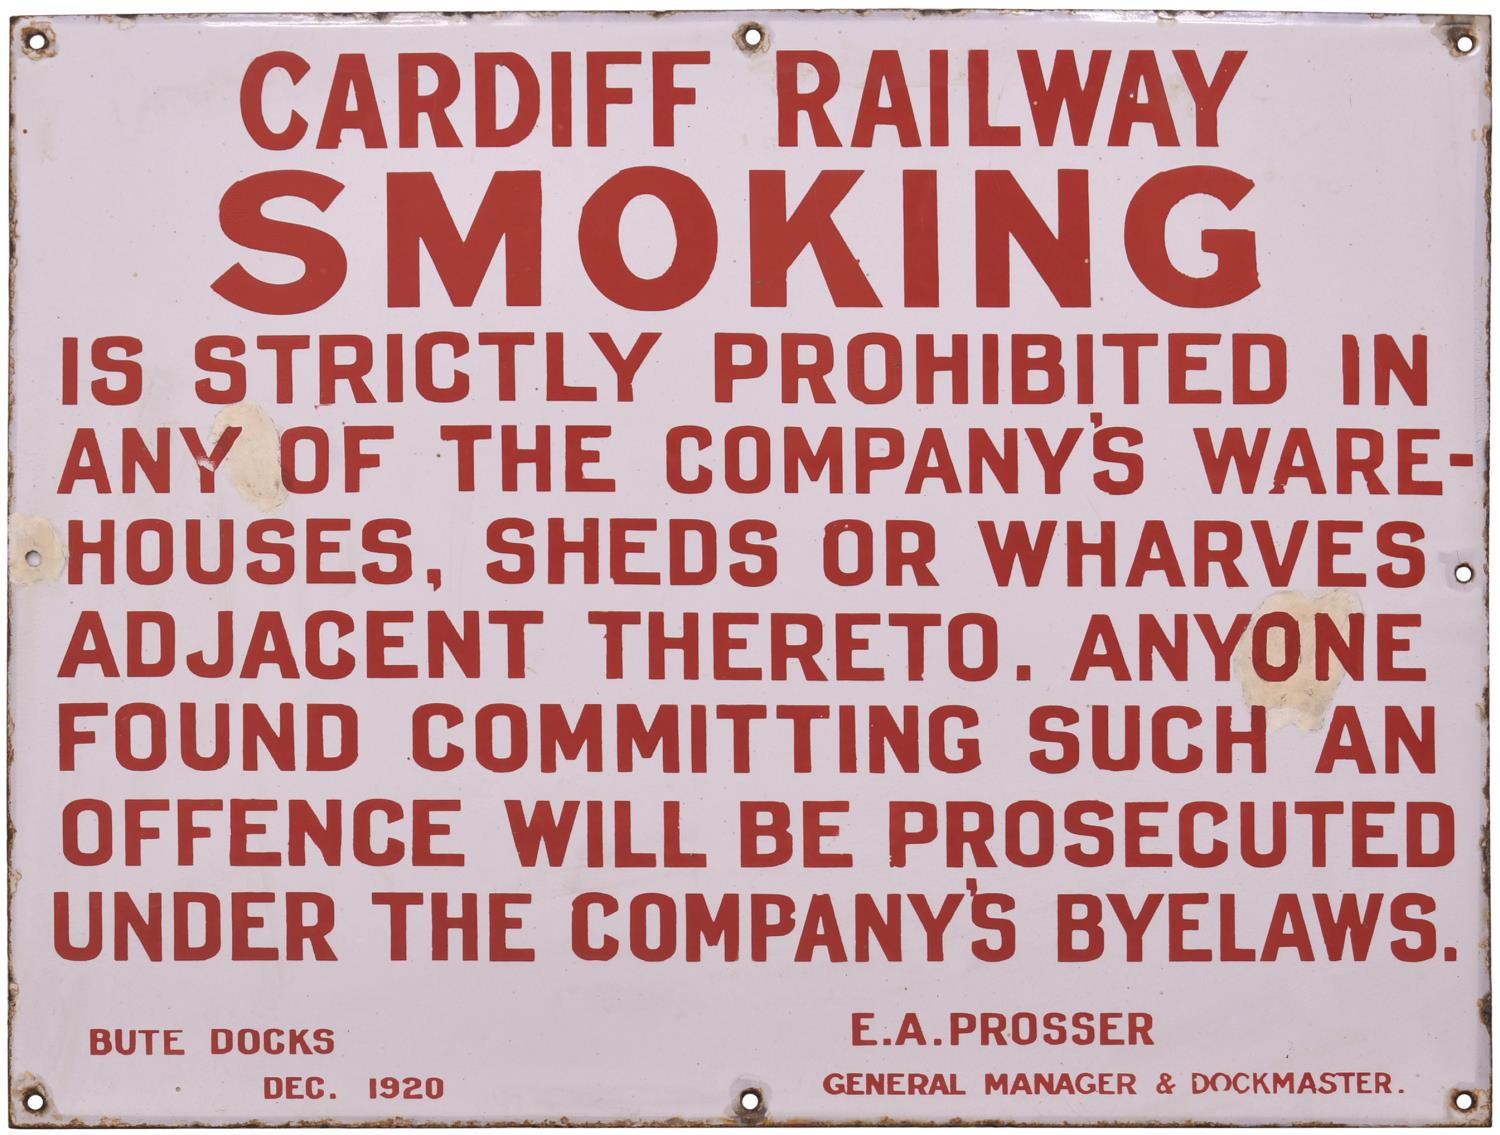 CARDIFF RAILWAY
SMOKING
IS STRICTLY PROHIBITED IN
ANY OF THE COMPANY'S WARE-
HOUSES, SHEDS OR WHARVES
ADJACENT THERETO. ANYONE
FOUND COMMITTING SUCH AN
OFFENCE WILL BE PROSECUTED
UNDER THE COMPANY'S BYELAWS.
BUTE DOCKS
DEC. 1920
E.A.PROSSER
GENERAL MANAGER & DOCKMASTER.